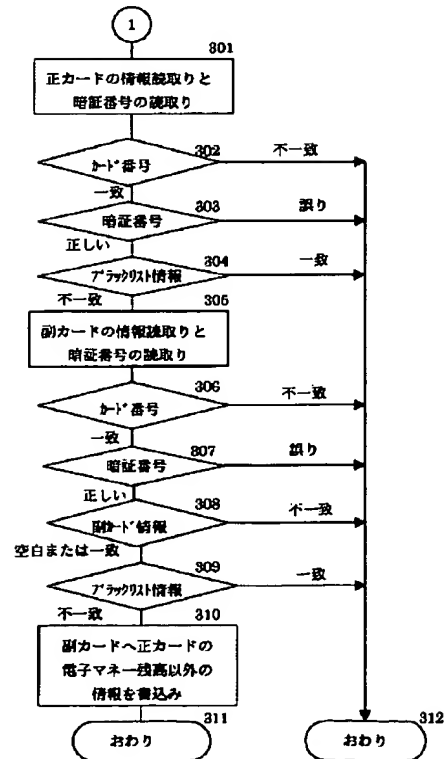 1
301
正カードの情報読取りと
暗証番号の読取り
302
ｶｰﾄﾞ番号
不一致
一致
303
暗証番号
誤り
正しい
304
ﾌﾞﾗｯｸﾘｽﾄ情報
一致
不一致
305
副カードの情報読取りと
暗証番号の読取り
306
ｶｰﾄﾞ番号
不一致
一致
307
暗証番号
誤り
正しい
308
副ｶｰﾄﾞ情報
不一致
空白または一致
309
ﾌﾞﾗｯｸﾘｽﾄ情報
一致
不一致
310
副カードへ正カードの
電子マネー残高以外の
情報を書込み
311
おわり
312
おわり